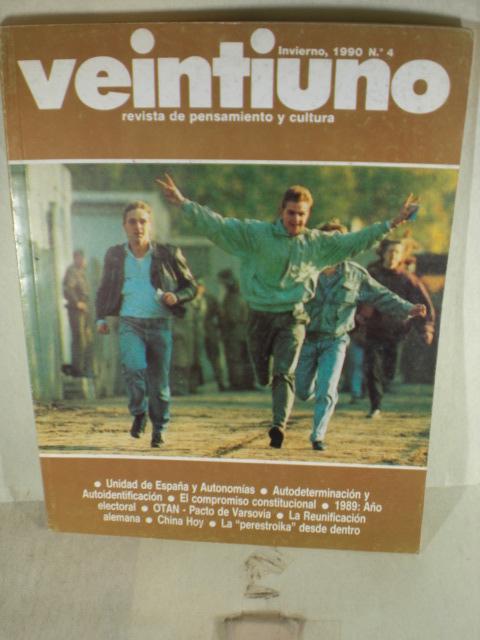 Invierno, 1990 N.º 4
veintiuno
revista de pensamiento y cultura
● Unidad de España y Autonomías ● Autodeterminación y
Autoidentificación ● El compromiso constitucional ● 1989: Año
electoral ● OTAN - Pacto de Varsovia ● La Reunificación
alemana ● China Hoy ● La "perestroika" desde dentro